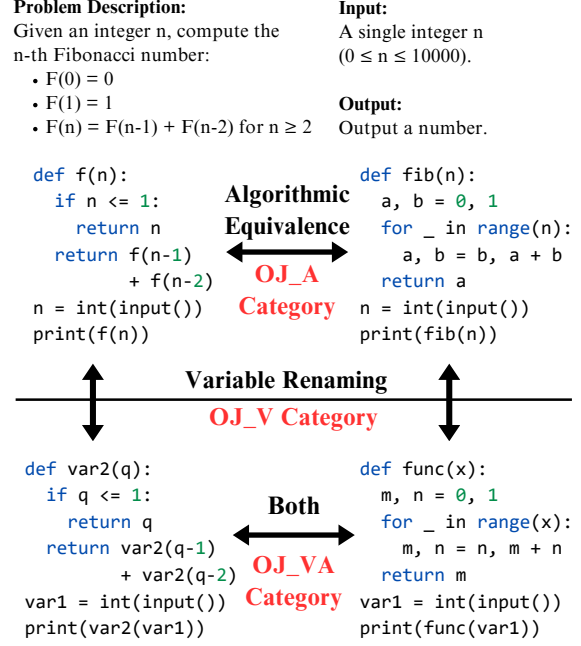 Problem Description:
Given an integer n, compute the
n-th Fibonacci number:
• F(0) = 0
• F(1) = 1
• F(n) = F(n-1) + F(n-2) for n ≥ 2
Input:
A single integer n
(0 ≤ n ≤ 10000).
Output:
Output a number.
def f(n):
  if n <= 1:
    return n
  return f(n-1)
         + f(n-2)
n = int(input())
print(f(n))
Algorithmic
Equivalence
OJ_A
Category
def fib(n):
  a, b = 0, 1
  for _ in range(n):
    a, b = b, a + b
  return a
n = int(input())
print(fib(n))
Variable Renaming
OJ_V Category
def var2(q):
  if q <= 1:
    return q
  return var2(q-1)
         + var2(q-2)
var1 = int(input())
print(var2(var1))
Both
OJ_VA
Category
def func(x):
  m, n = 0, 1
  for _ in range(x):
    m, n = n, m + n
  return m
var1 = int(input())
print(func(var1))